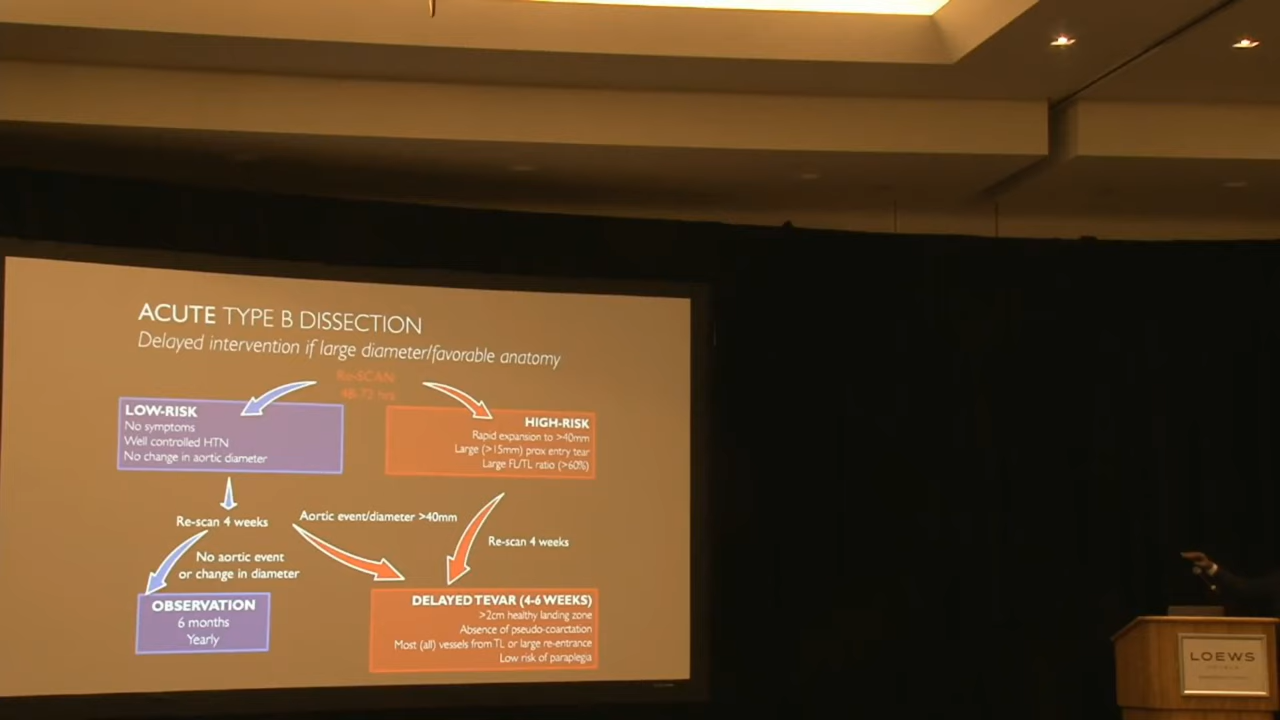 ACUTE TYPE B DISSECTION
Delayed intervention if large diameter/favorable anatomy
Re-SCAN
48-72 hrs
LOW-RISK
No symptoms
Well controlled HTN
No change in aortic diameter
HIGH-RISK
Rapid expansion to >40mm
Large (>15mm) prox entry tear
Large FL/TL ratio (>60%)
Re-scan 4 weeks
Aortic event/diameter >40mm
Re-scan 4 weeks
No aortic event
or change in diameter
OBSERVATION
6 months
Yearly
DELAYED TEVAR (4-6 WEEKS)
>2cm healthy landing zone
Absence of pseudo-coarctation
Most (all) vessels from TL or large re-entrance
Low risk of paraplegia
LOEWS